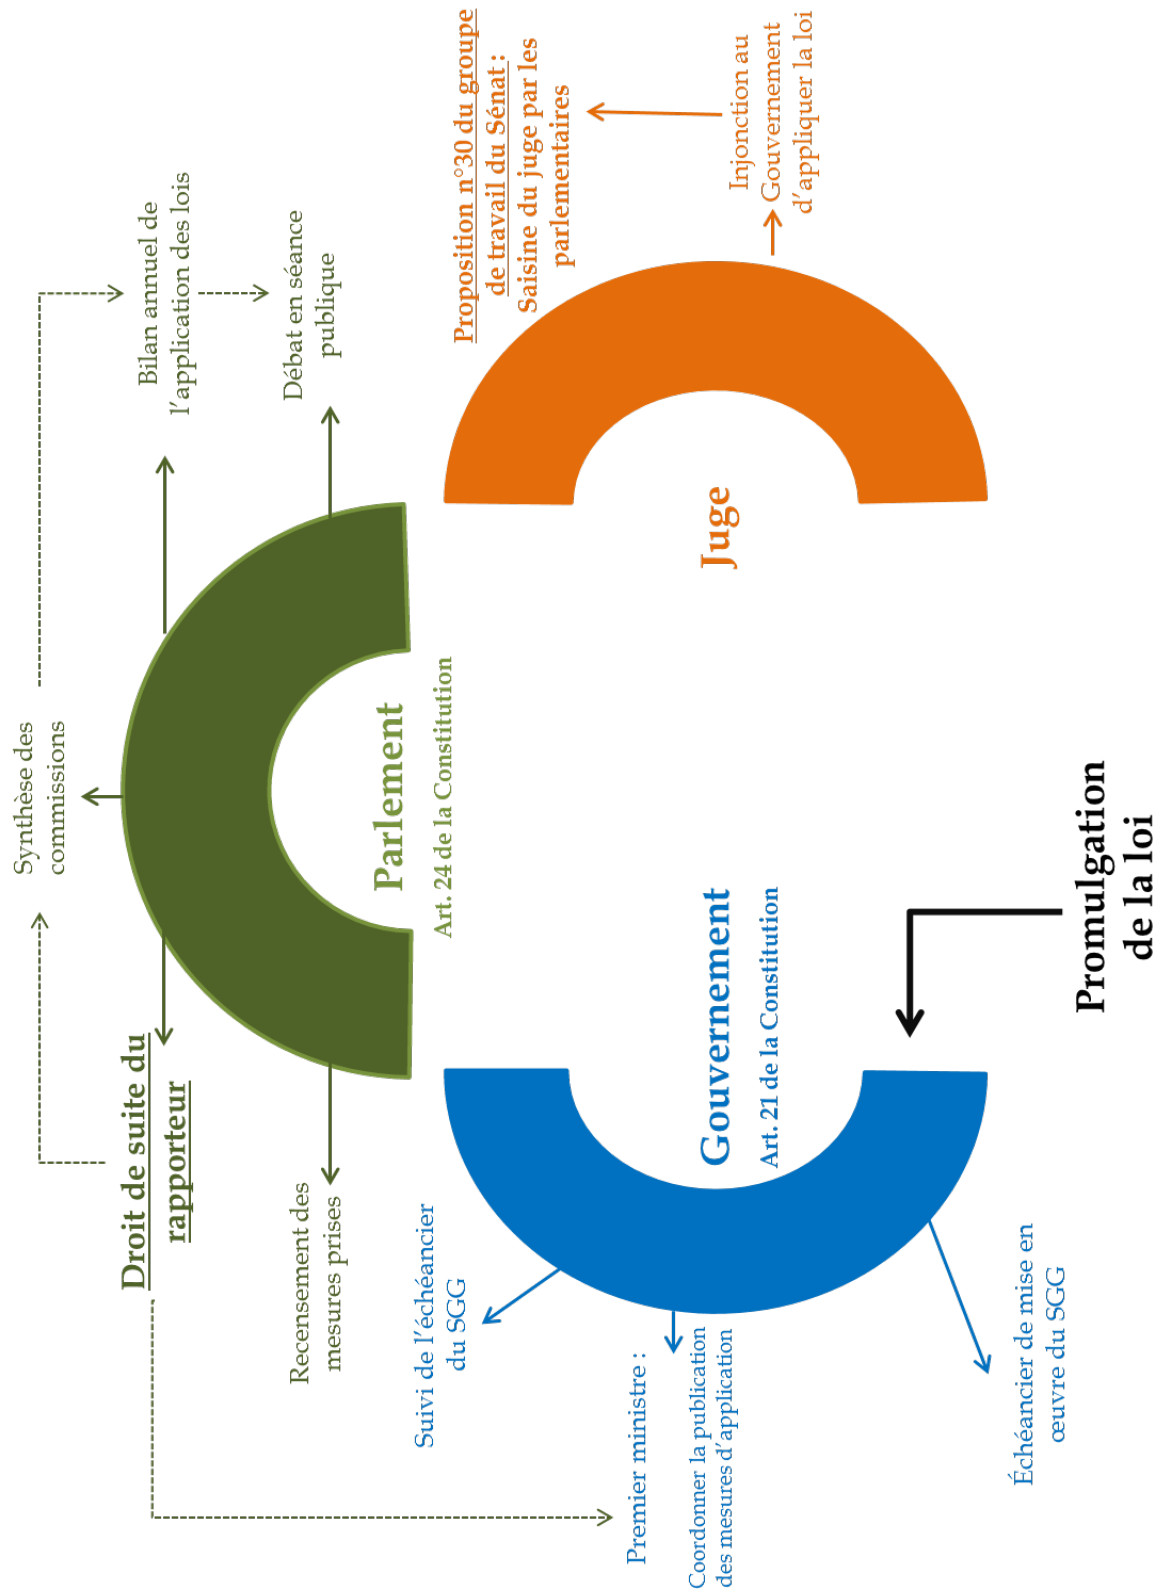 Synthèse des
commissions
Droit de suite du
rapporteur
Bilan annuel de
l'application des lois
Recensement des
mesures prises
Débat en séance
publique
Parlement
Art. 24 de la Constitution
Suivi de l'échéancier
du SGG
Proposition n°30 du groupe
de travail du Sénat :
Saisine du juge par les
parlementaires
Premier ministre :
Coordonner la publication
des mesures d'application
Gouvernement
Art. 21 de la Constitution
Juge
Injonction au
Gouvernement
d'appliquer la loi
Échéancier de mise en
œuvre du SGG
Promulgation
de la loi